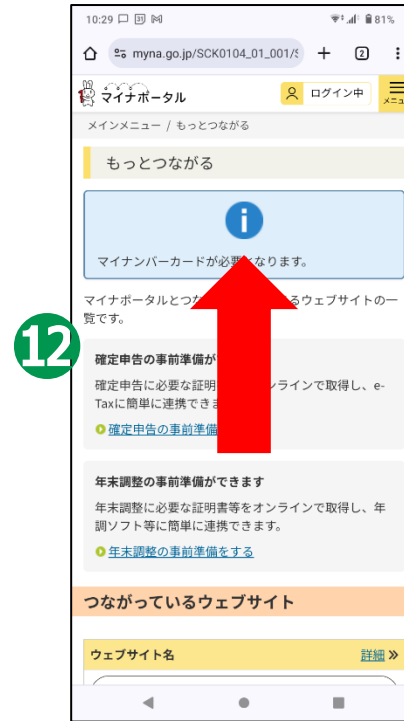 10:29 31 81%
myna.go.jp/SCK0104_01_001/S 2
マイナポータル ログイン中
メインメニュー / もっとつながる
もっとつながる
i
マイナンバーカードが必要となります。
マイナポータルとつな るウェブサイトの一
覧です。
12
確定申告の事前準備が
確定申告に必要な証明 ンラインで取得し、e-
Taxに簡単に連携できま
確定申告の事前準備
年末調整の事前準備ができます
年末調整に必要な証明書等をオンラインで取得し、年
調ソフト等に簡単に連携できます。
年末調整の事前準備をする
つながっているウェブサイト
ウェブサイト名 詳細